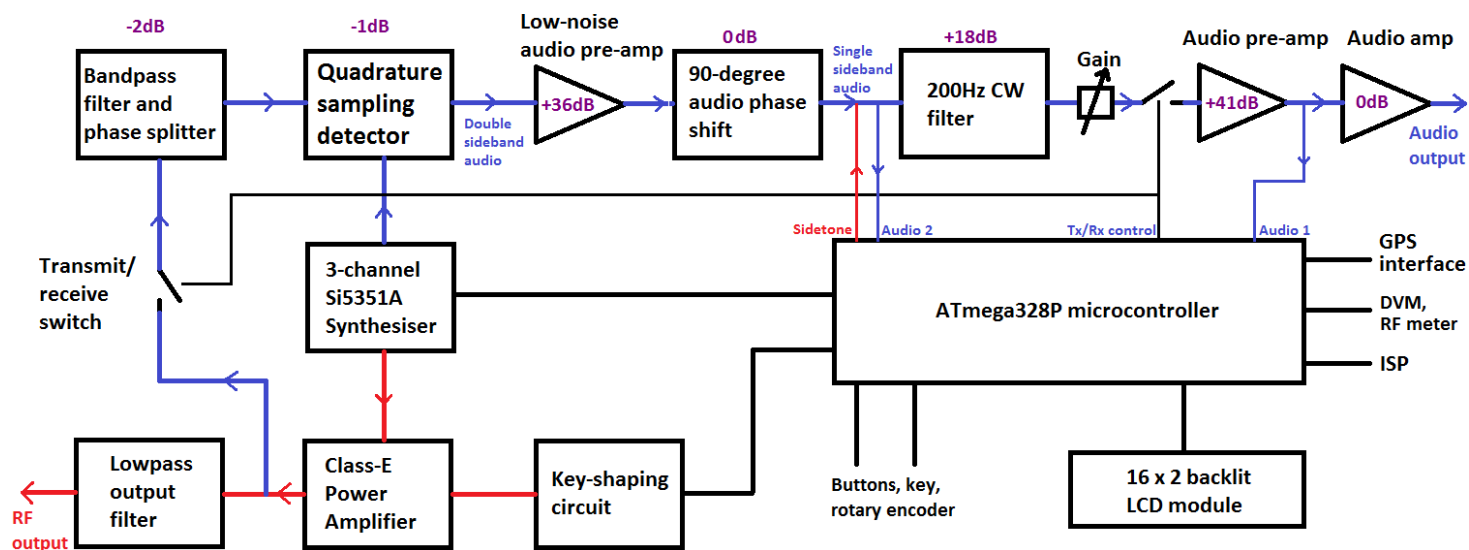 -2dB
Bandpass
filter and
phase splitter
-1dB
Quadrature
sampling
detector
Double
sideband
audio
Low-noise
audio pre-amp
+36dB
0dB
90-degree
audio phase
shift
Single
sideband
audio
+18dB
200Hz CW
filter
Gain
Audio pre-amp
+41dB
Audio amp
0dB
Audio
output
Sidetone
Audio 2
Tx/Rx control
Audio 1
Transmit/
receive
switch
3-channel
Si5351A
Synthesiser
ATmega328P microcontroller
GPS
interface
DVM,
RF meter
ISP
RF
output
Lowpass
output
filter
Class-E
Power
Amplifier
Key-shaping
circuit
Buttons, key,
rotary encoder
16 x 2 backlit
LCD module